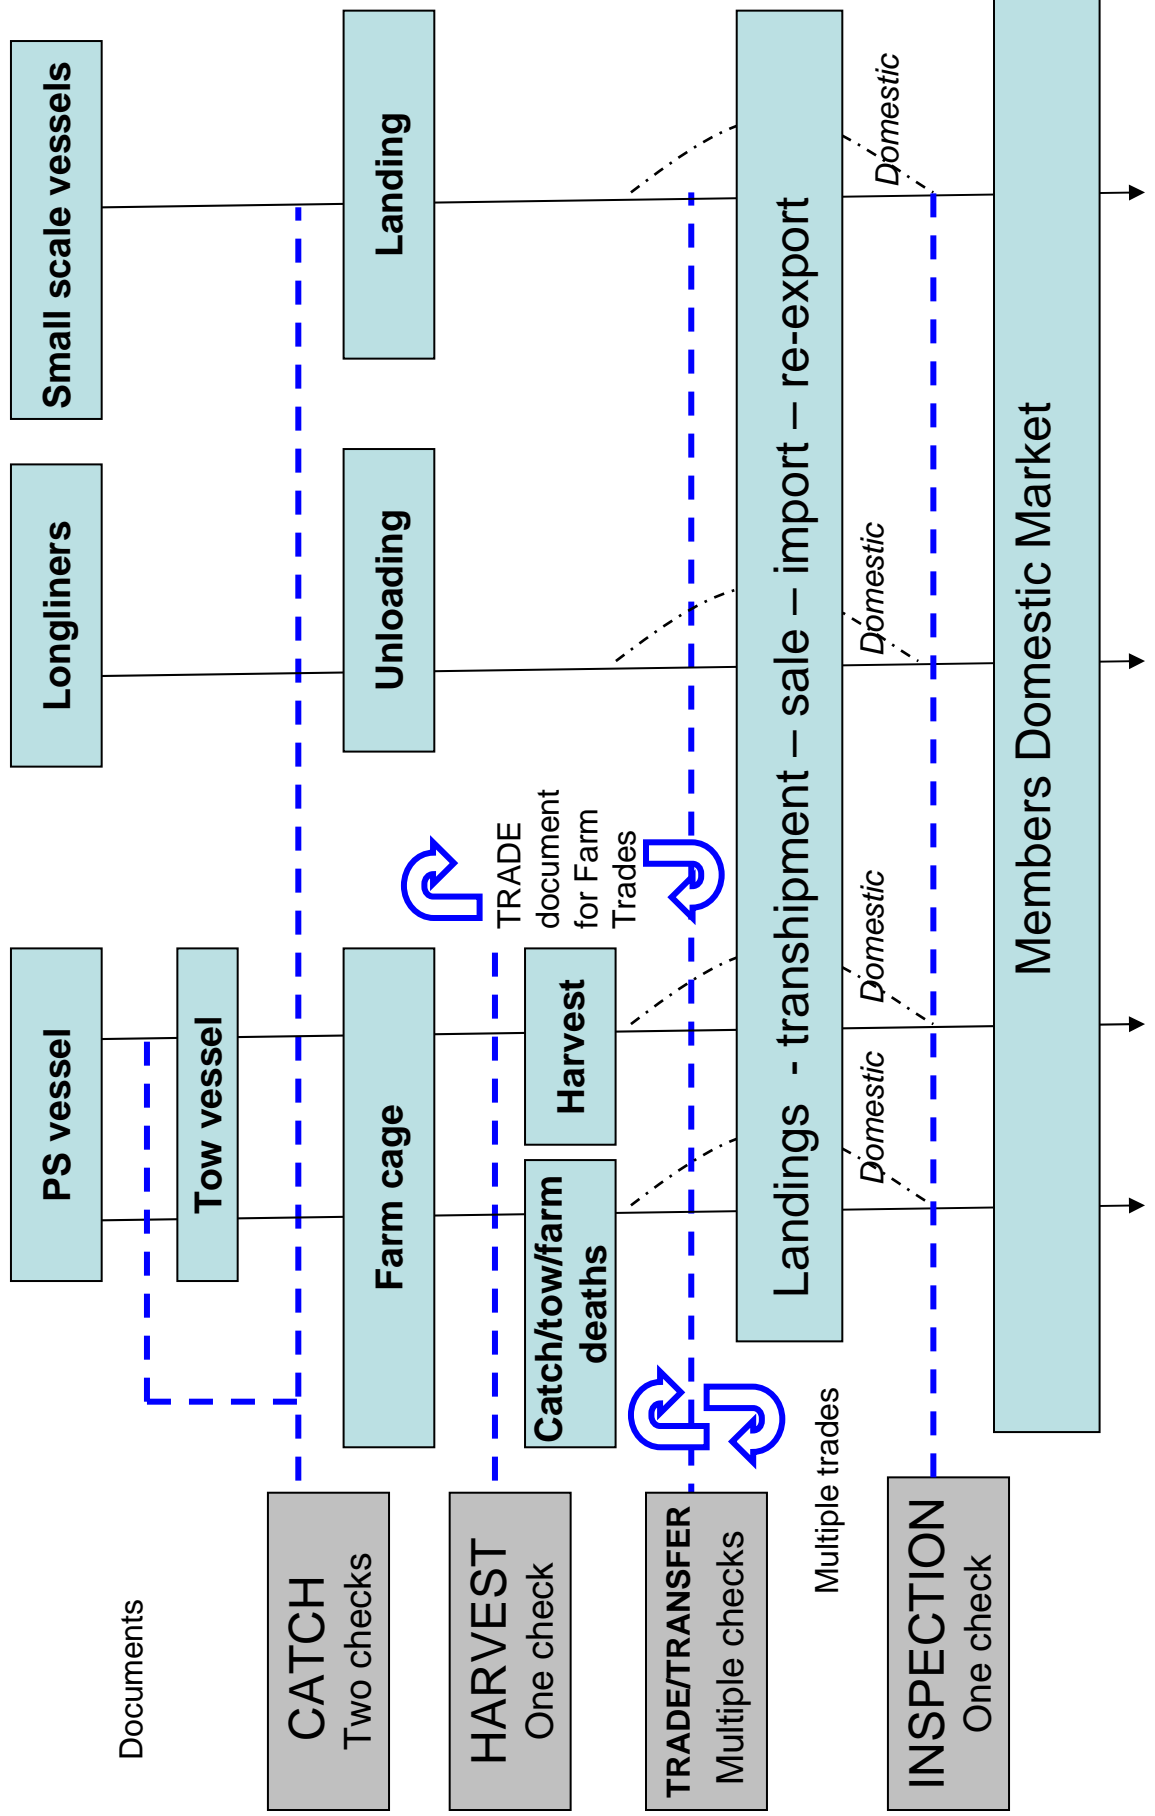 Documents
CATCH
Two checks
HARVEST
One check
TRADE/TRANSFER
Multiple checks
INSPECTION
One check
Multiple trades
PS vessel
Tow vessel
Farm cage
Catch/tow/farm
deaths
Harvest
TRADE
document
for Farm
Trades
Longliners
Unloading
Small scale vessels
Landing
Landings - transhipment – sale – import – re-export
Domestic
Domestic
Domestic
Domestic
Members Domestic Market